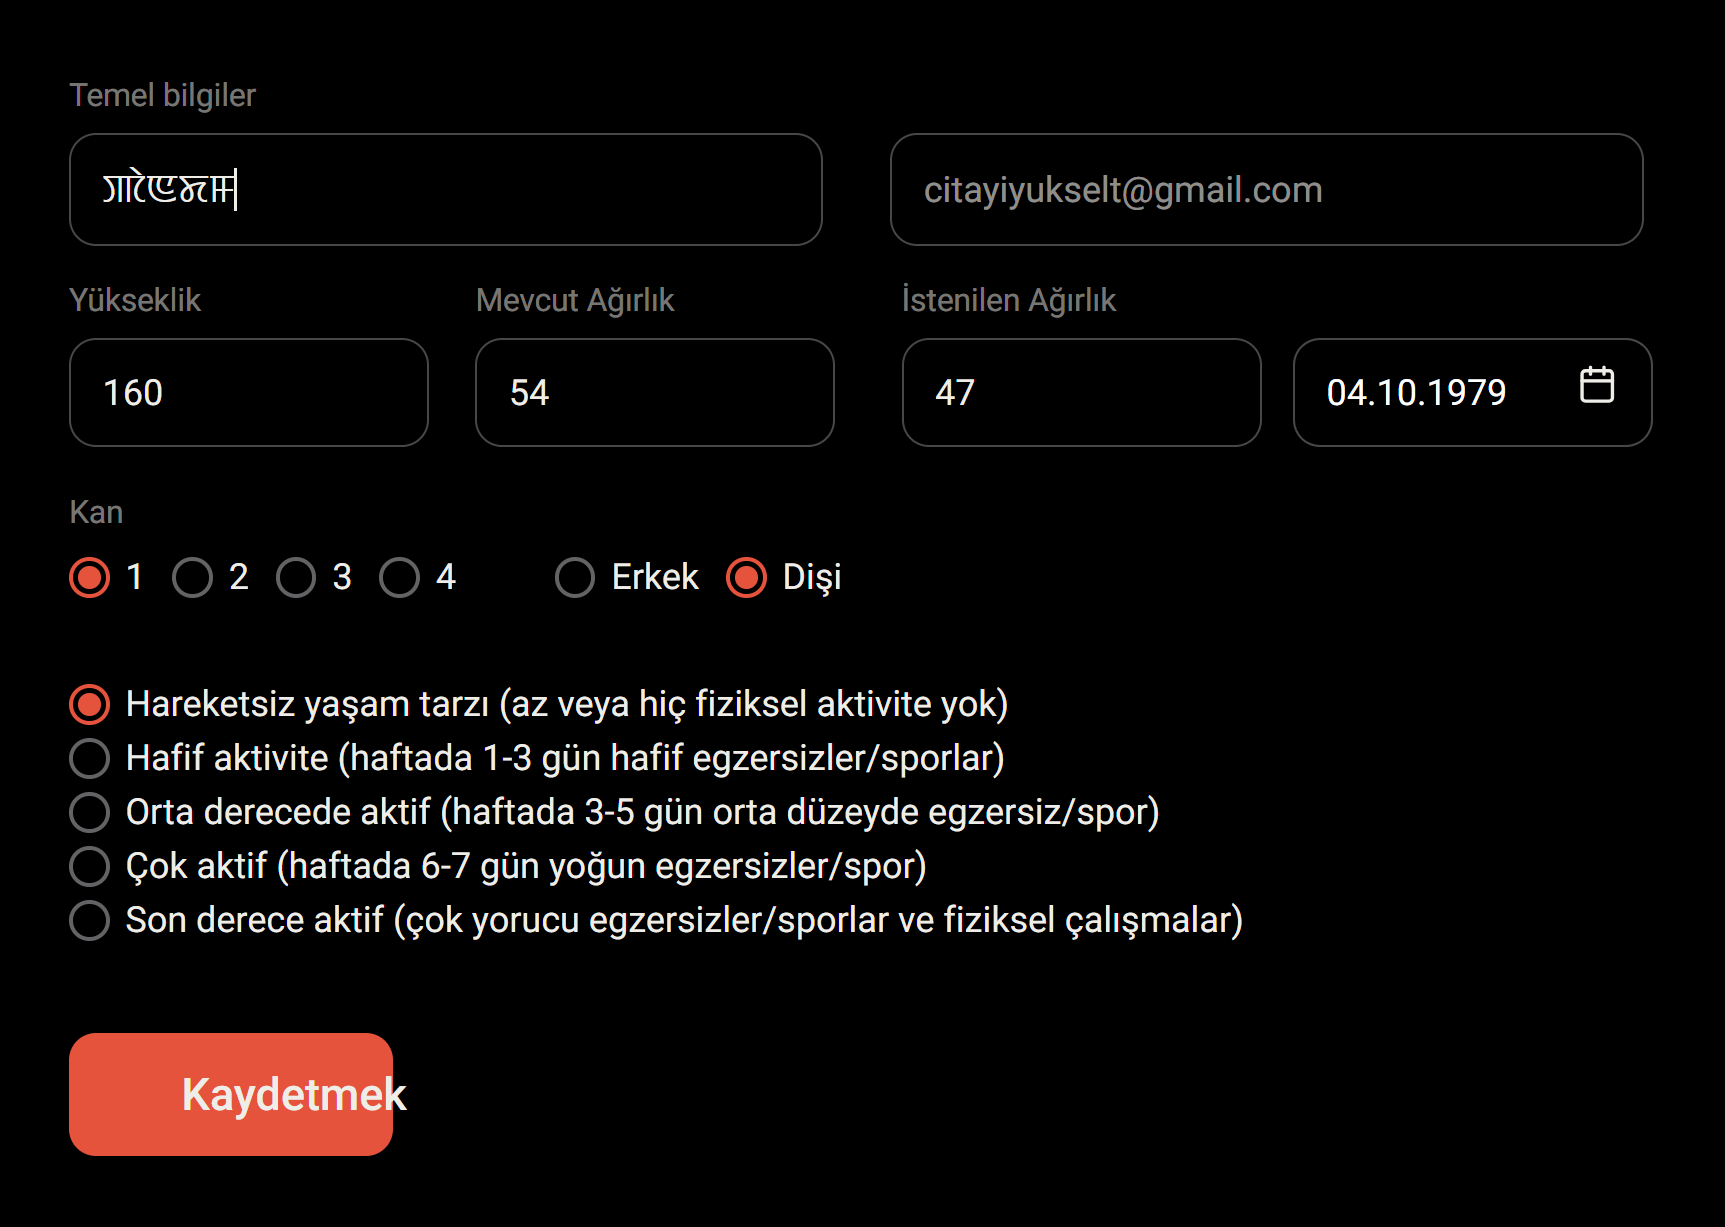 Temel bilgiler
citayiyukselt@gmail.com
Yükseklik Mevcut Ağırlık İstenilen Ağırlık
160 54 47 04.10.1979
Kan
1 2 3 4 Erkek Dişi
Hareketsiz yaşam tarzı (az veya hiç fiziksel aktivite yok)
Hafif aktivite (haftada 1-3 gün hafif egzersizler/sporlar)
Orta derecede aktif (haftada 3-5 gün orta düzeyde egzersiz/spor)
Çok aktif (haftada 6-7 gün yoğun egzersizler/spor)
Son derece aktif (çok yorucu egzersizler/sporlar ve fiziksel çalışmalar)
Kaydetmek